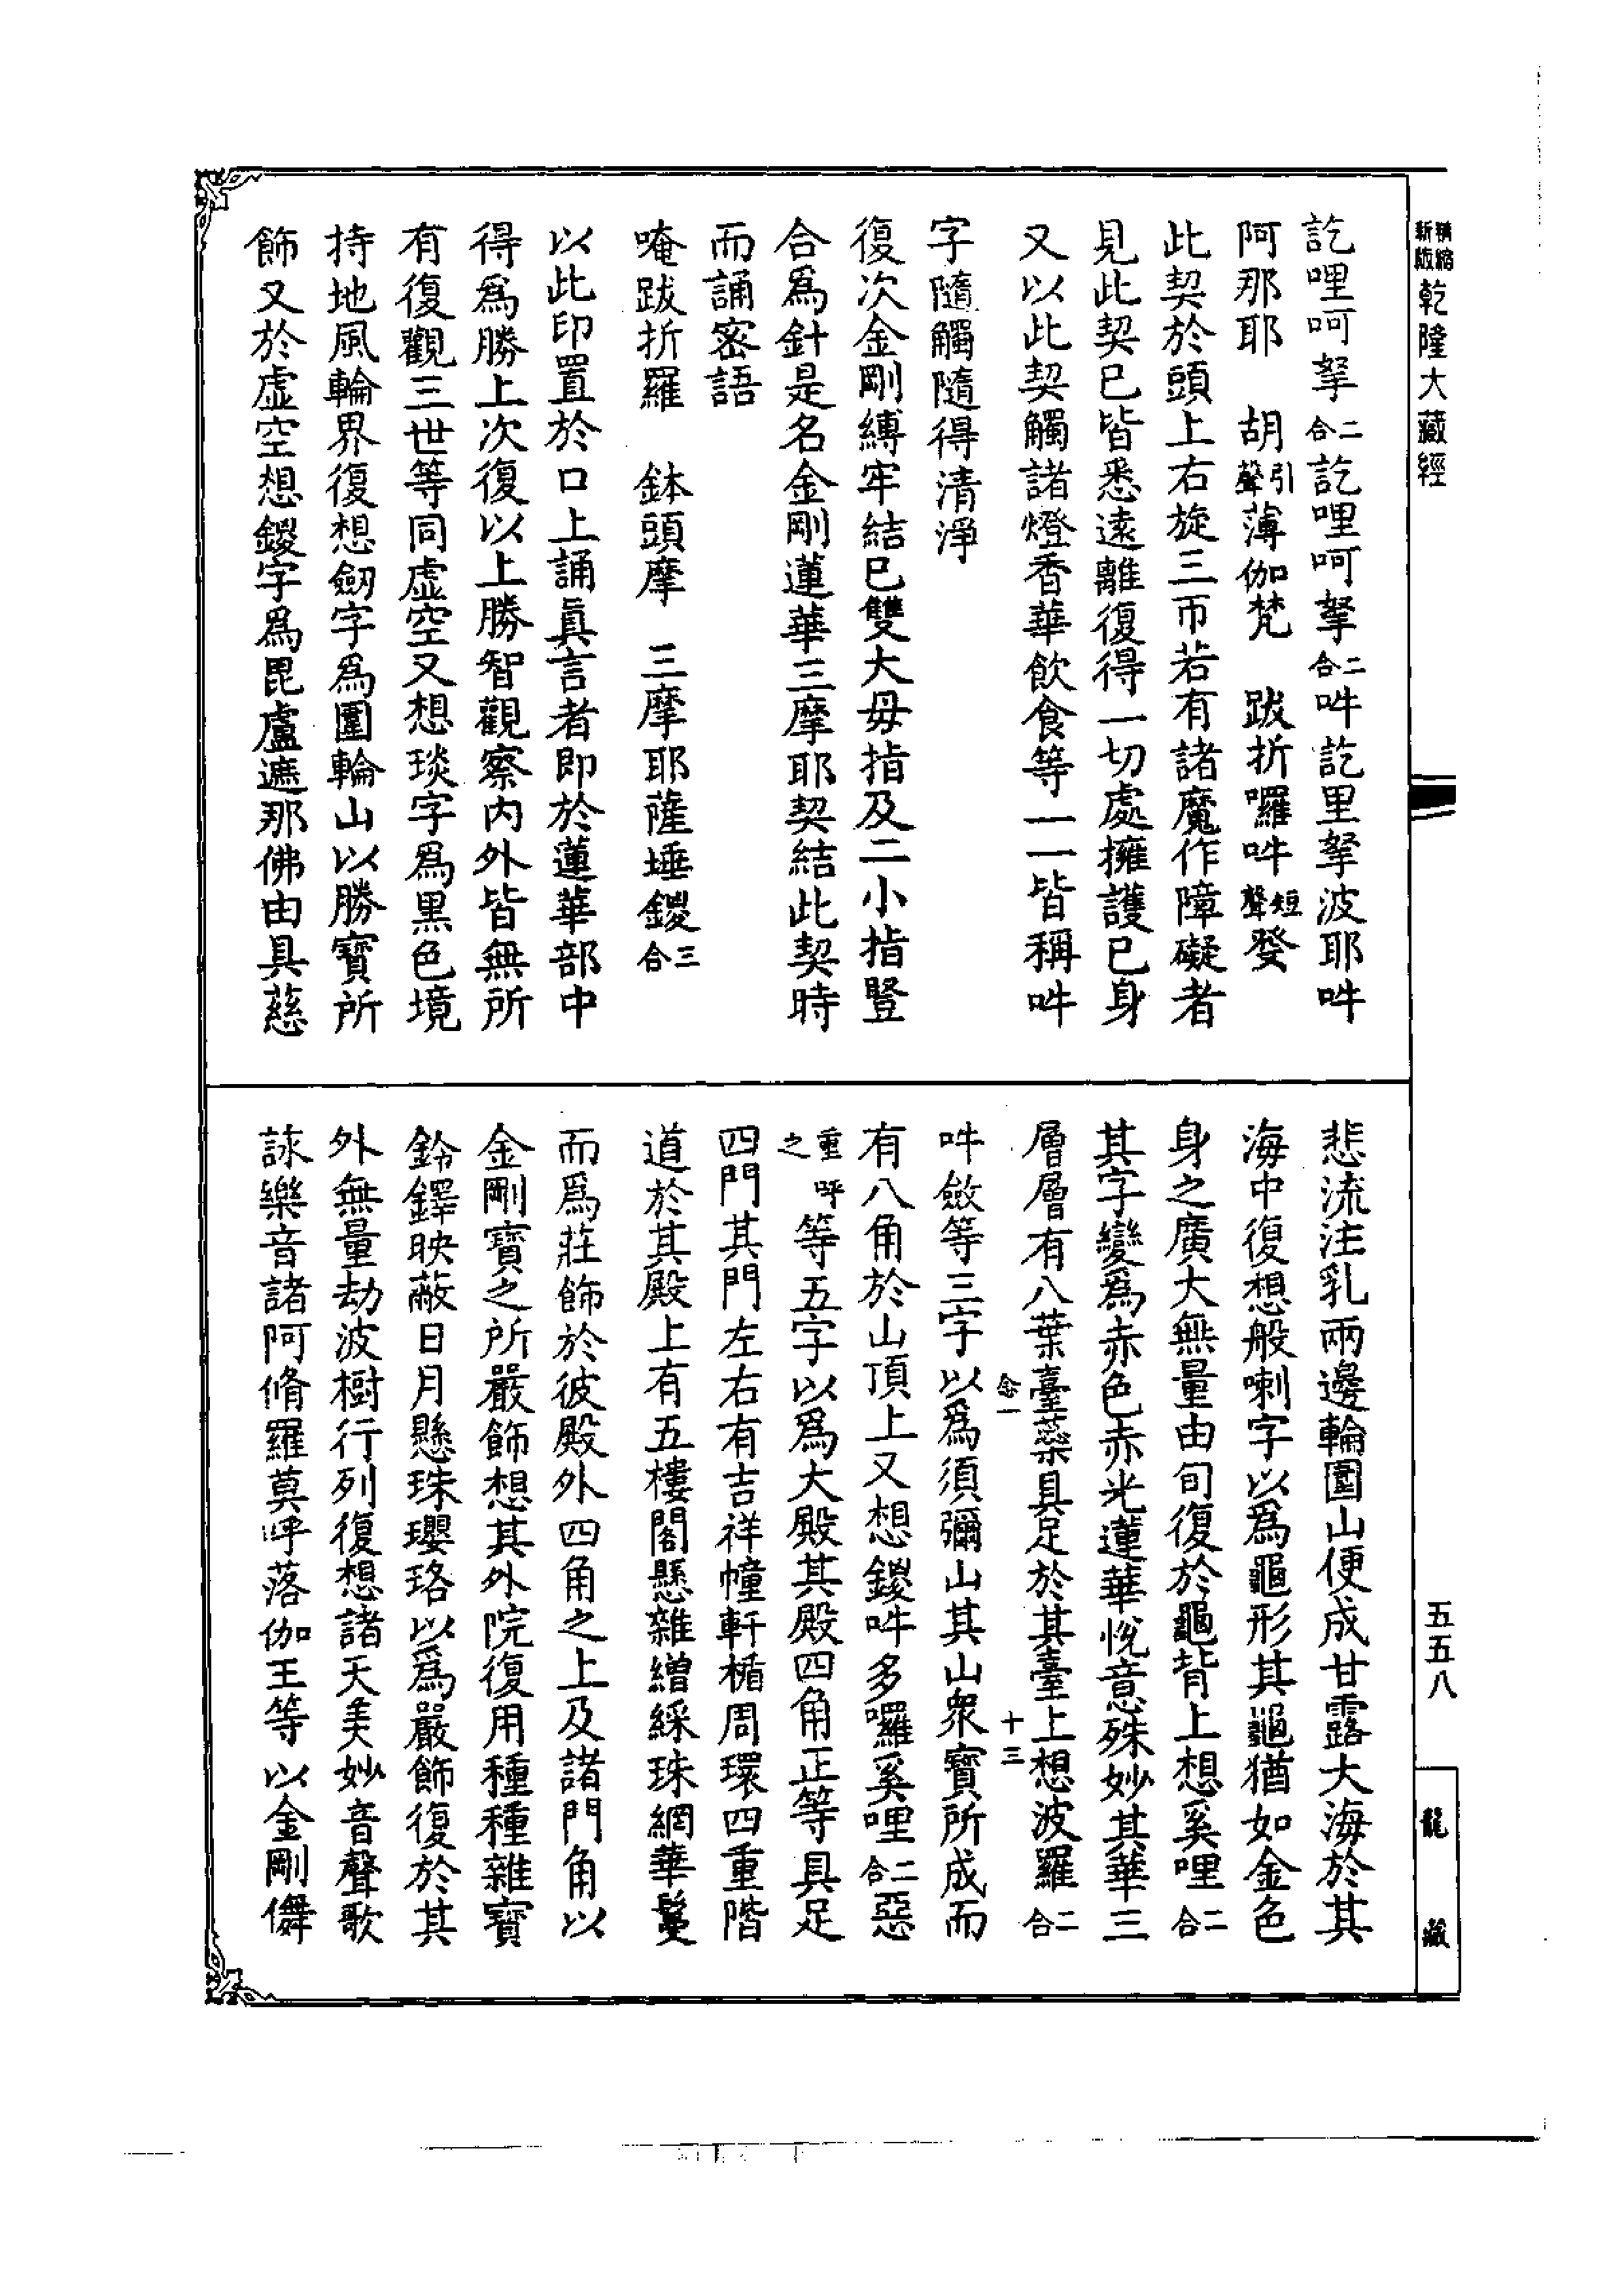 精縮
新版
乾隆大藏經
五五八
龍藏
訖哩呵拏二合訖哩呵拏二合吽訖里拏波耶吽
阿那耶　胡引聲薄伽梵　跋折囉吽短聲發
此契於頭上右旋三帀若有諸魔作障礙者
見此契已皆悉遠離復得一切處擁護已身
又以此契觸諸燈香華飲食等一一皆稱吽
字隨觸隨得清淨
復次金剛縛牢結已雙大毋指及二小指豎
合爲針是名金剛蓮華三摩耶契結此契時
而誦密語
唵跋折羅　鉢頭摩　三摩耶薩埵鑁三合
以此印置於口上誦眞言者即於蓮華部中
得爲勝上次復以上勝智觀察內外皆無所
有復觀三世等同虛空又想琰字爲黑色境
持地風輪界復想劒字爲圍輪山以勝寶所
飾又於虛空想鑁字爲毘盧遮那佛由具慈
悲流注乳兩邊輪圍山便成甘露大海於其
海中復想般喇字以爲龜形其龜猶如金色
身之廣大無量由旬復於龜背上想奚哩二合
其字變爲赤色赤光蓮華悅意殊妙其華三
層層有八葉臺蘂具足於其臺上想波羅二合
念一　十三
吽斂等三字以爲須彌山其山衆寶所成而
有八角於山頂上又想鑁吽多囉奚哩二合惡
重呼之等五字以爲大殿其殿四角正等具足
四門其門左右有吉祥幢軒楯周環四重階
道於其殿上有五樓閣懸雜繒綵珠網華鬘
而爲莊飾於彼殿外四角之上及諸門角以
金剛寶之所嚴飾想其外院復用種種雜寶
鈴鐸映蔽日月懸珠瓔珞以爲嚴飾復於其
外無量劫波樹行列復想諸天美妙音聲歌
詠樂音諸阿脩羅莫呼落伽王等以金剛儛